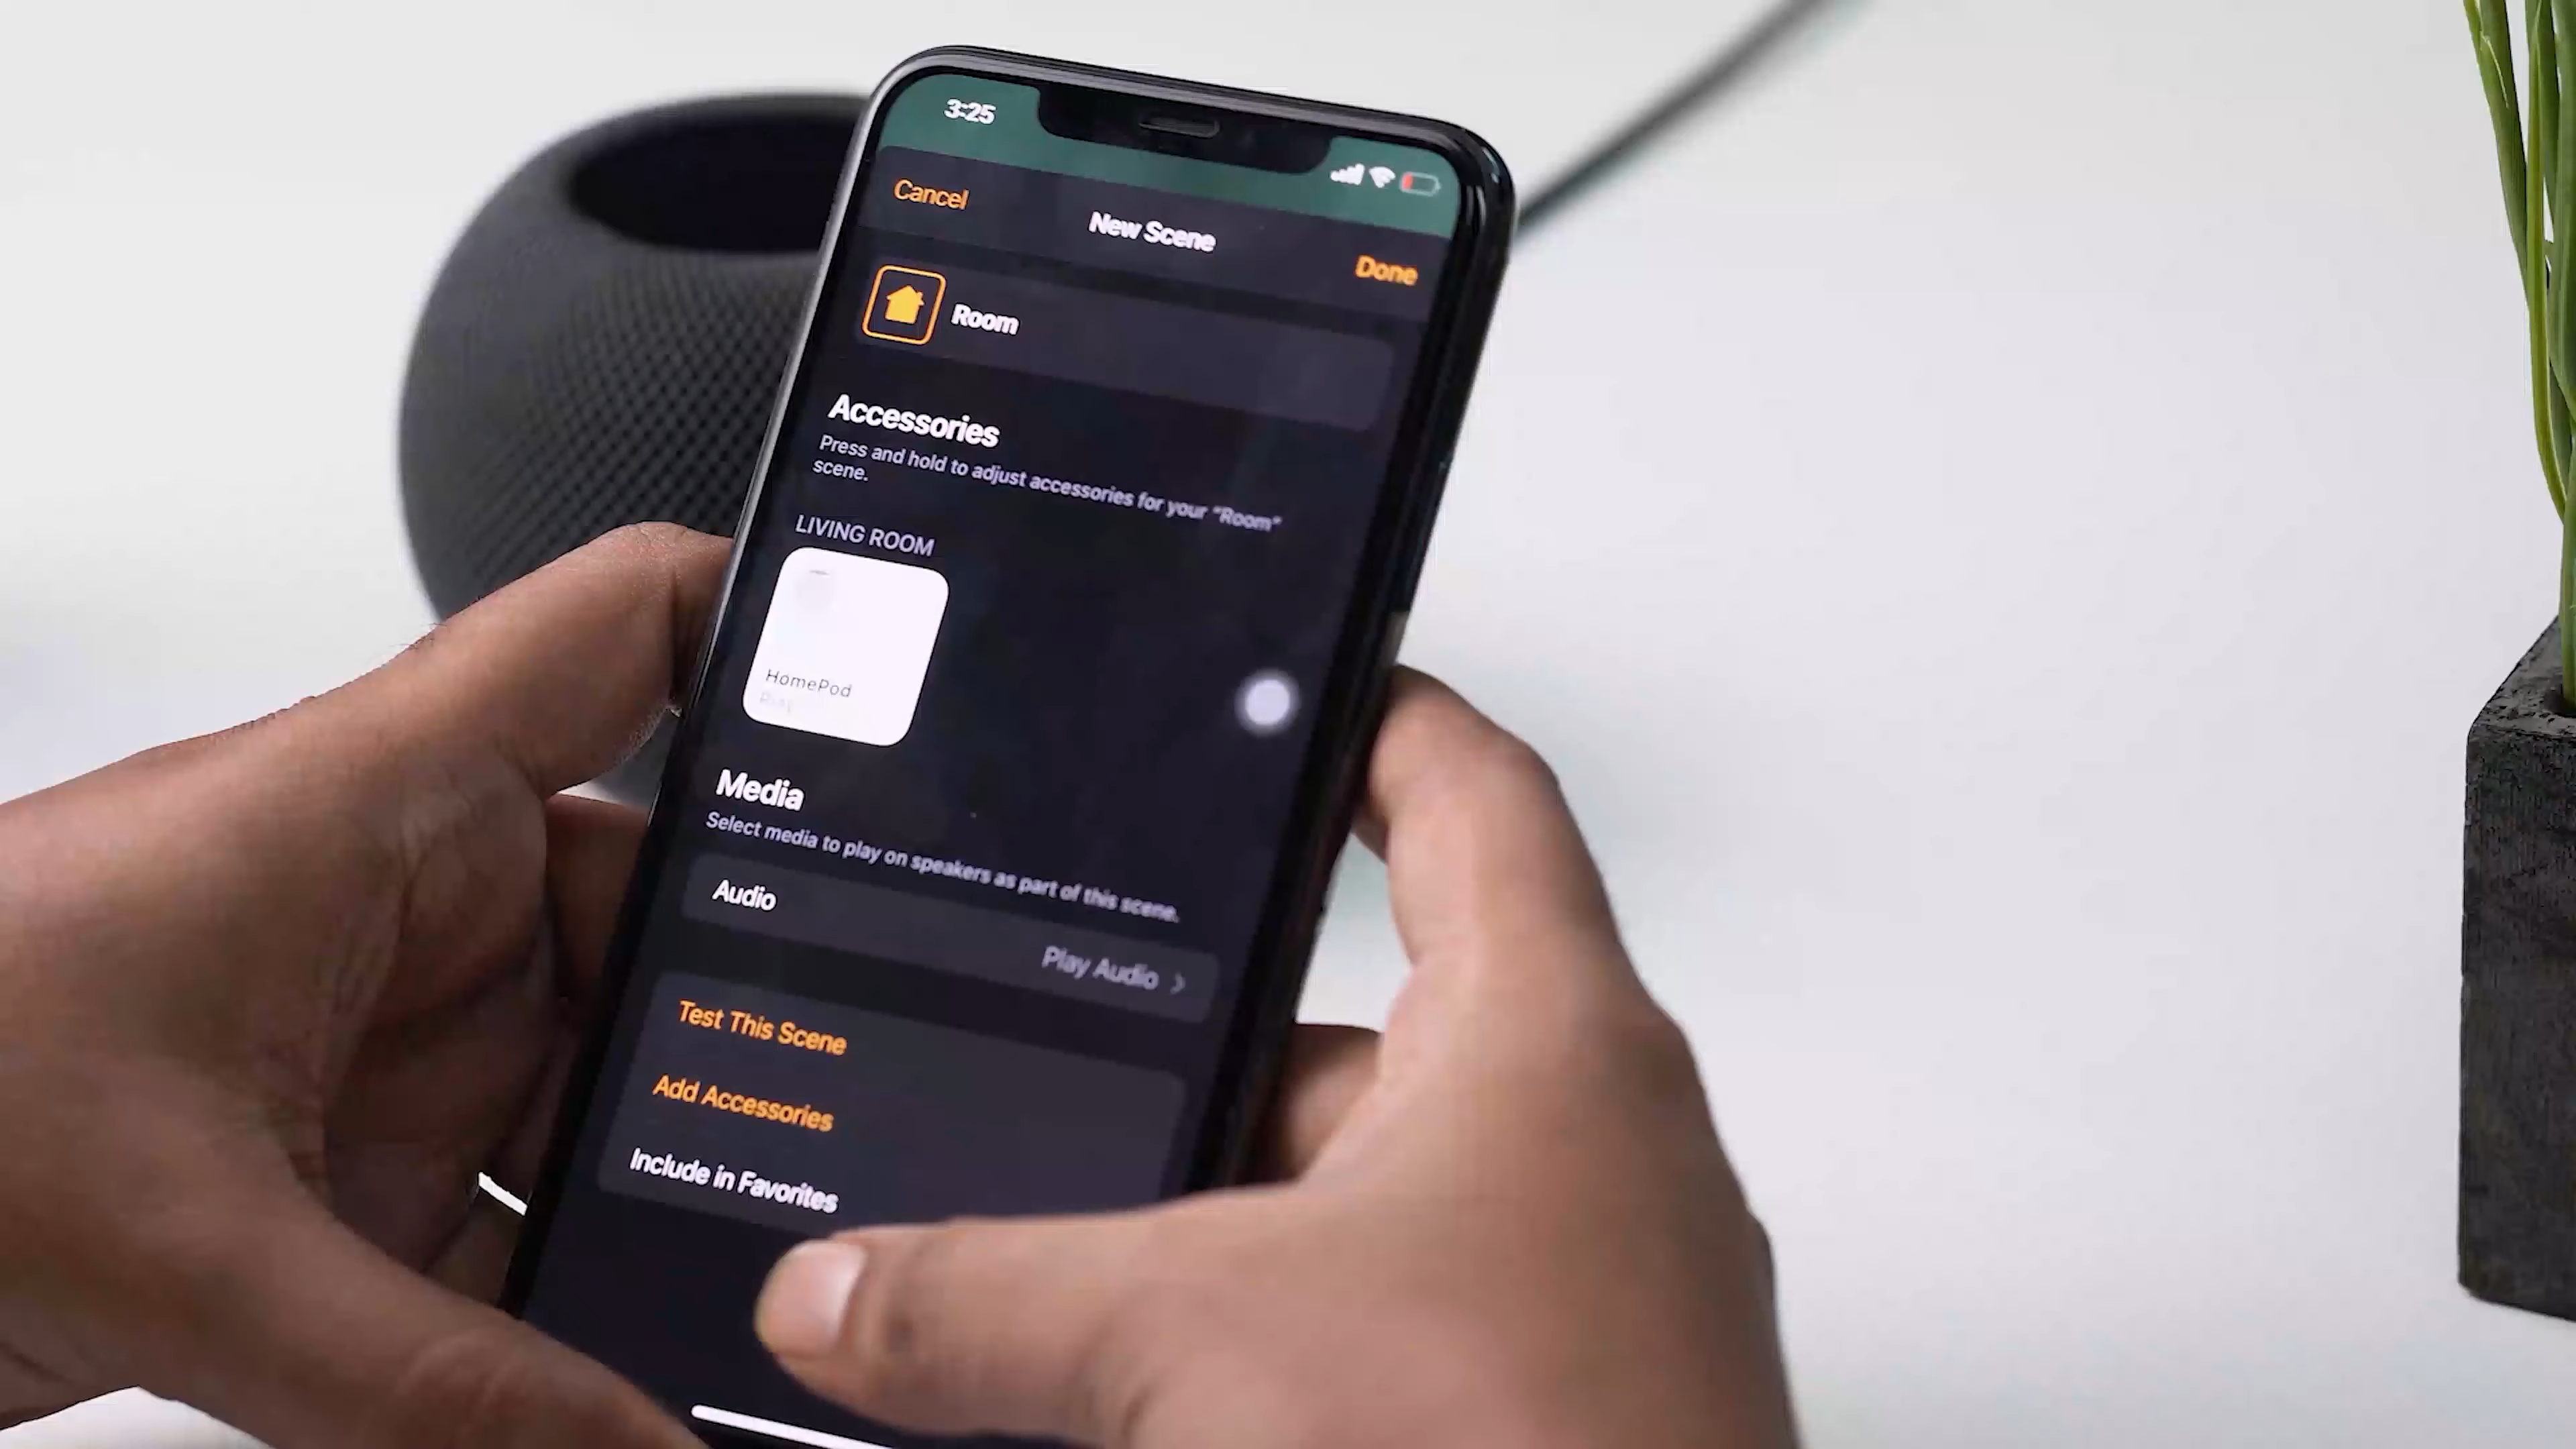 3:25
Cancel
New Scene
Done
Room
Accessories
Press and hold to adjust accessories for your "Room"
scene.
LIVING ROOM
HomePod
Media
Select media to play on speakers as part of this scene.
Audio
Play Audio
Test This Scene
Add Accessories
Include in Favorites